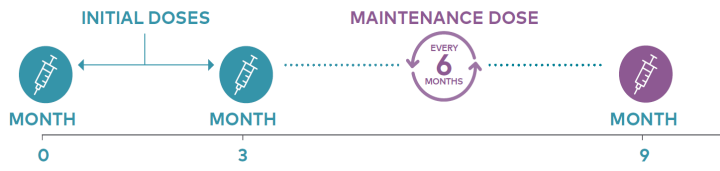 INITIAL DOSES
MAINTENANCE DOSE
EVERY
6
MONTHS
MONTH
MONTH
MONTH
0
3
9